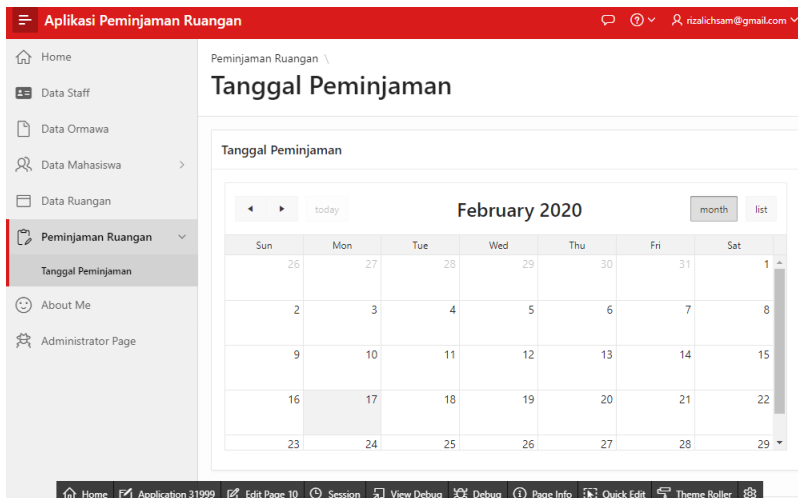 Aplikasi Peminjaman Ruangan
rizalichsam@gmail.com
Home
Data Staff
Data Ormawa
Data Mahasiswa
Data Ruangan
Peminjaman Ruangan
Tanggal Peminjaman
About Me
Administrator Page
Peminjaman Ruangan \
Tanggal Peminjaman
Tanggal Peminjaman
today February 2020 month list
Sun Mon Tue Wed Thu Fri Sat
26 27 28 29 30 31 1
2 3 4 5 6 7 8
9 10 11 12 13 14 15
16 17 18 19 20 21 22
23 24 25 26 27 28 29
Home Application 31999 Edit Page 10 Session View Debug Debug Page Info Quick Edit Theme Roller